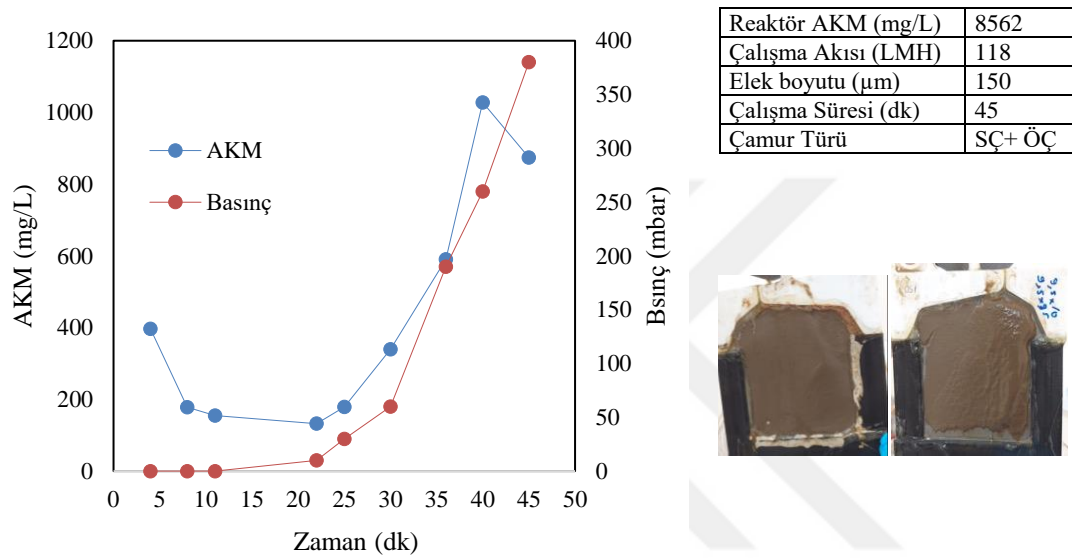 1200
1000
800
600
400
200
0
AKM (mg/L)
AKM
Basınç
400
350
300
250
200
150
100
50
0
Bsınç (mbar)
0 5 10 15 20 25 30 35 40 45 50
Zaman (dk)
Reaktör AKM (mg/L) 8562
Çalışma Akısı (LMH) 118
Elek boyutu (µm) 150
Çalışma Süresi (dk) 45
Çamur Türü SÇ+ ÖÇ